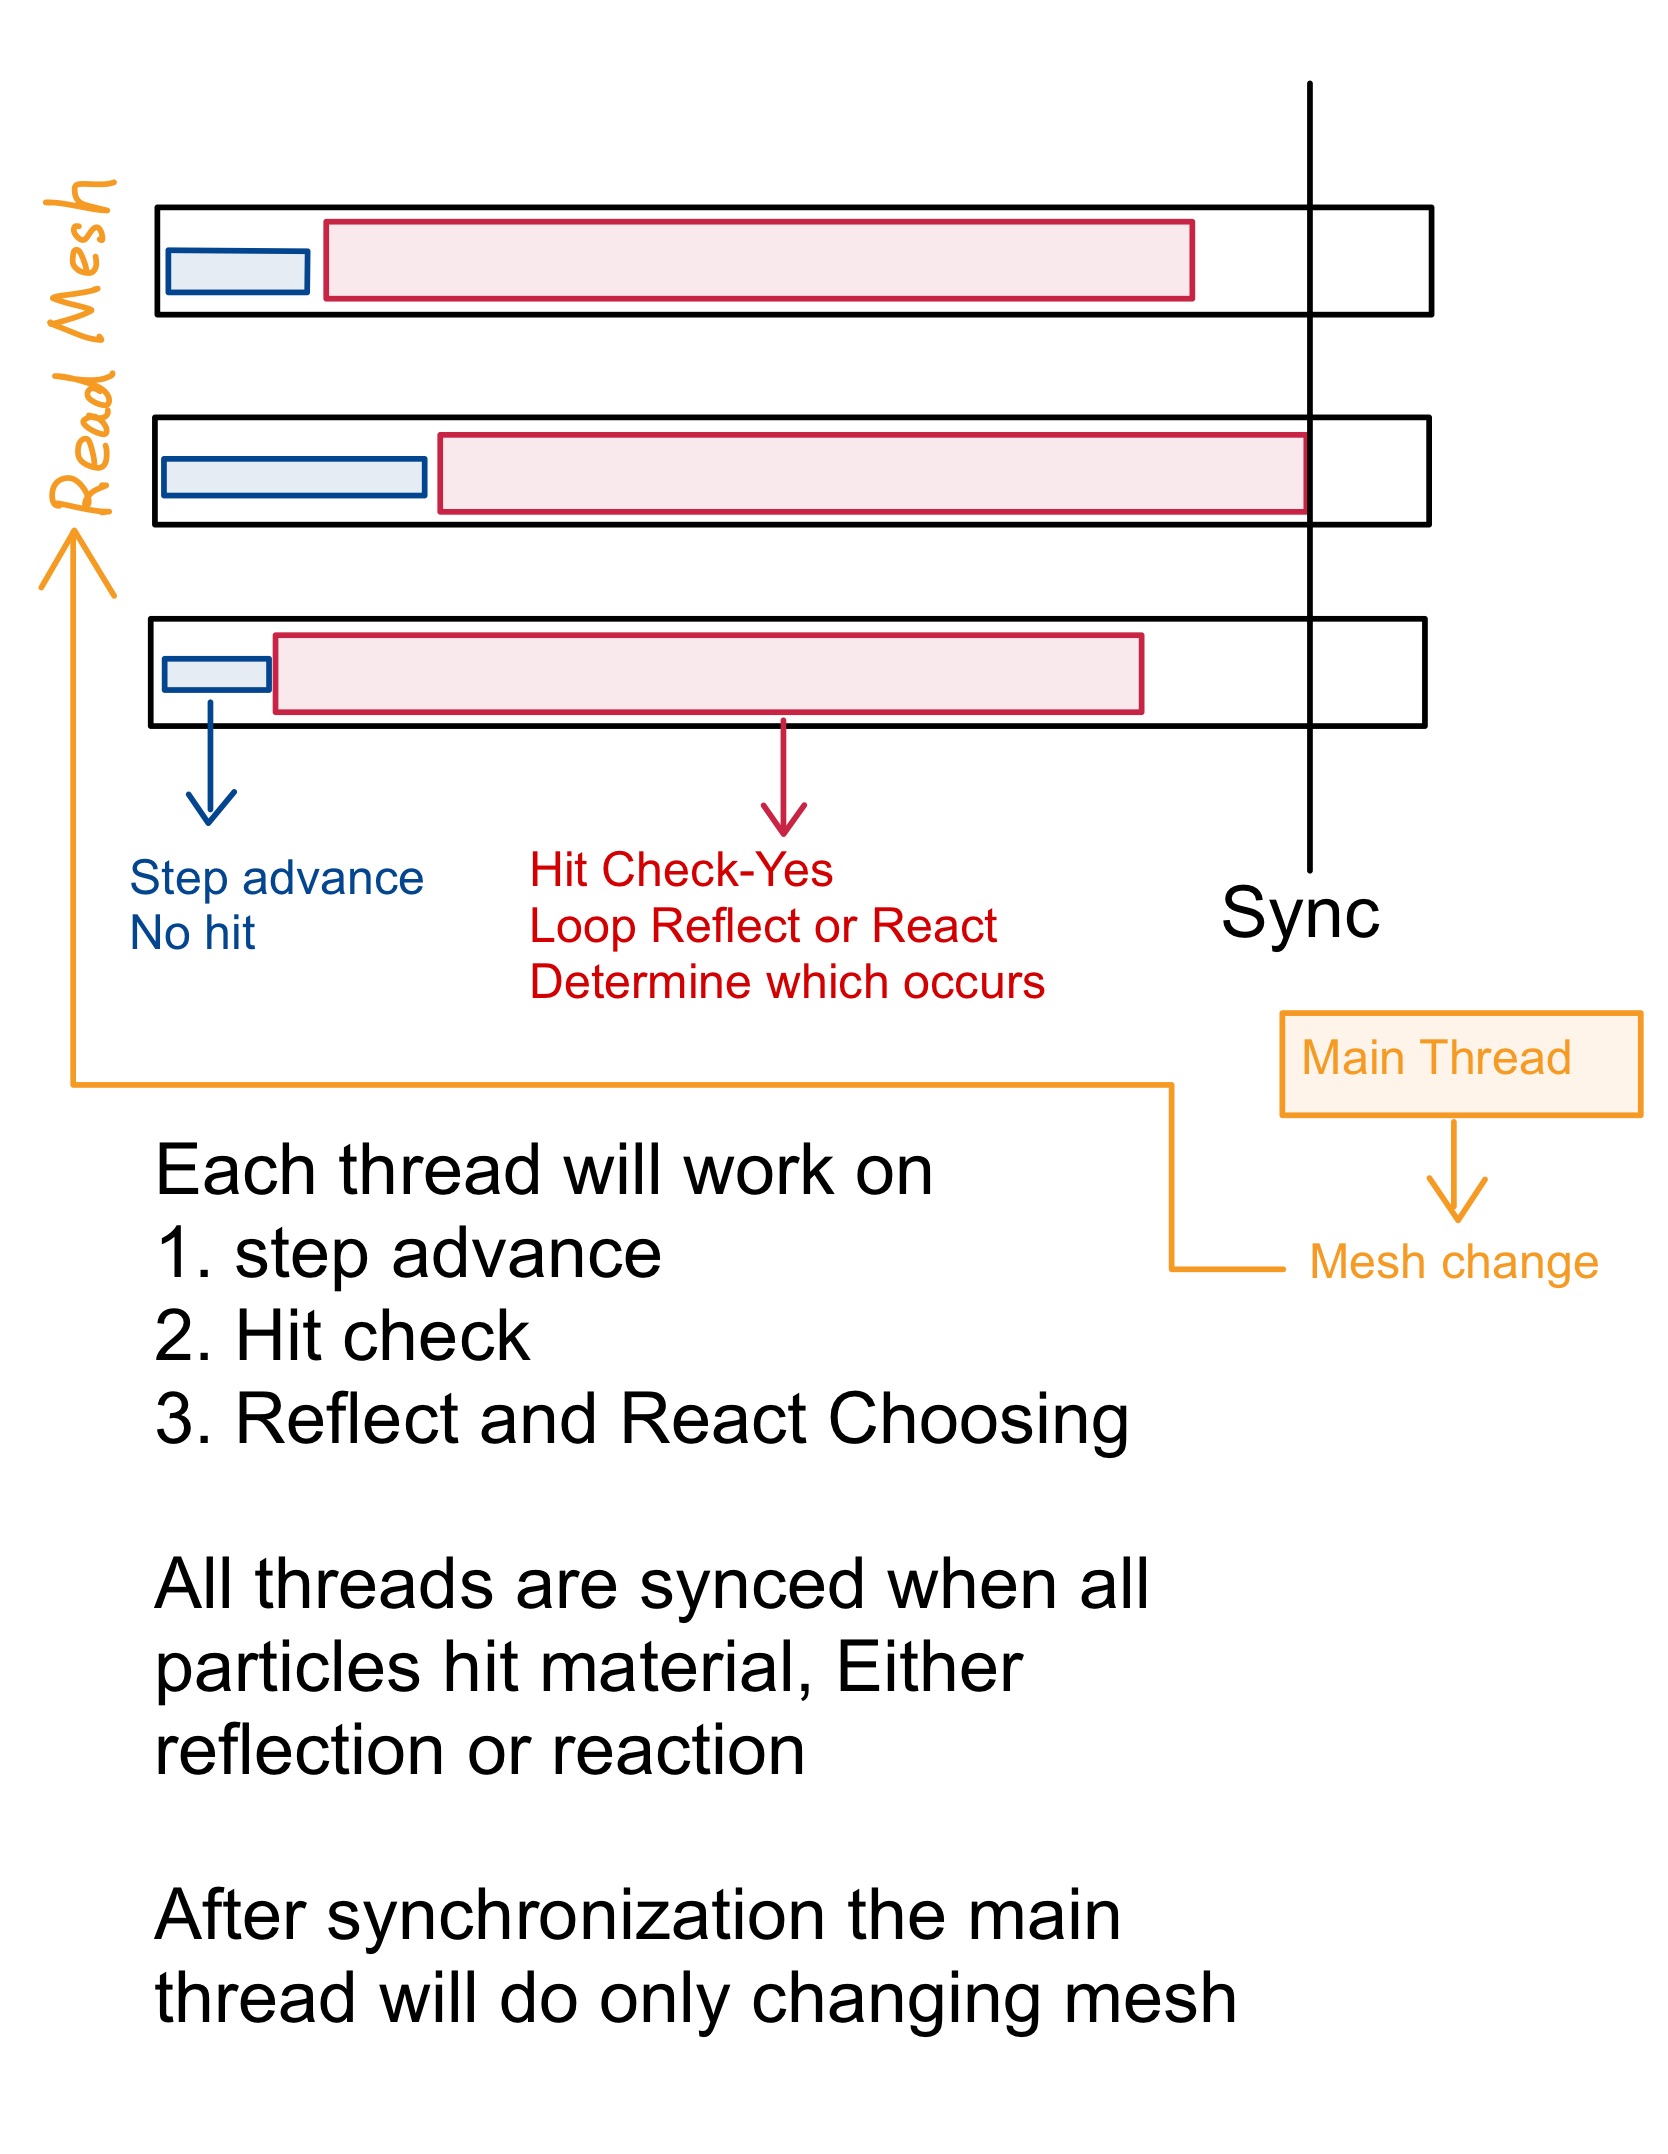 Read Mesh
Step advance
No hit
Hit Check-Yes
Loop Reflect or React
Determine which occurs
Sync
Main Thread
Mesh change
Each thread will work on
1. step advance
2. Hit check
3. Reflect and React Choosing
All threads are synced when all
particles hit material, Either
reflection or reaction
After synchronization the main
thread will do only changing mesh